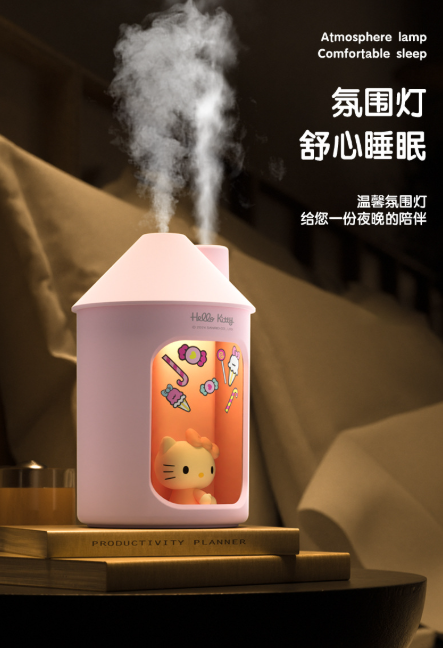 Atmosphere lamp
Comfortable sleep
氛围灯
舒心睡眠
温馨氛围灯
给您一份夜晚的陪伴
Hello Kitty
PRODUCTIVITY PLANNER